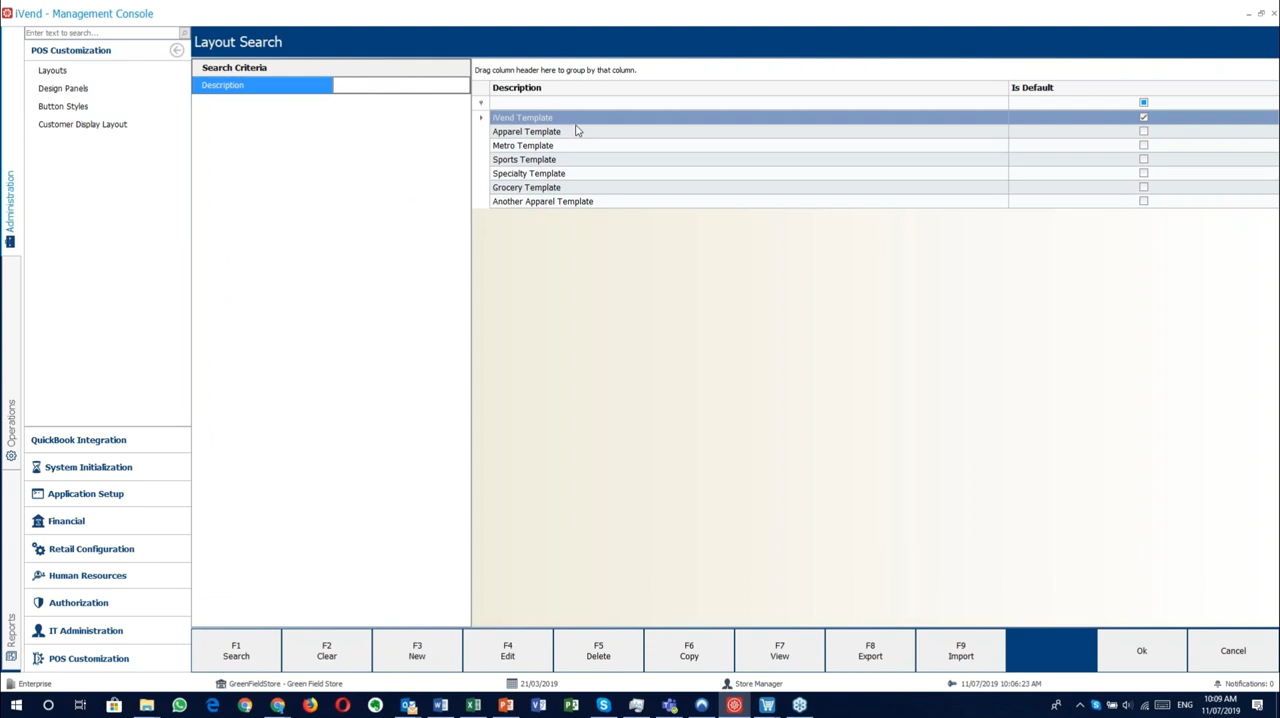 iVend - Management Console
Enter text to search...
POS Customization
Layouts
Design Panels
Button Styles
Customer Display Layout
Administration
Operations
Reports
QuickBook Integration
System Initialization
Application Setup
Financial
Retail Configuration
Human Resources
Authorization
IT Administration
POS Customization
Layout Search
Search Criteria
Description
Drag column header here to group by that column.
Description Is Default
iVend Template
Apparel Template
Metro Template
Sports Template
Specialty Template
Grocery Template
Another Apparel Template
F1 F2 F3 F4 F5 F6 F7 F8 F9
Search Clear New Edit Delete Copy View Export Import Ok Cancel
Enterprise GreenFieldStore - Green Field Store 21/03/2019 Store Manager 11/07/2019 10:06:23 AM Notifications: 0
ENG 10:09 AM
11/07/2019